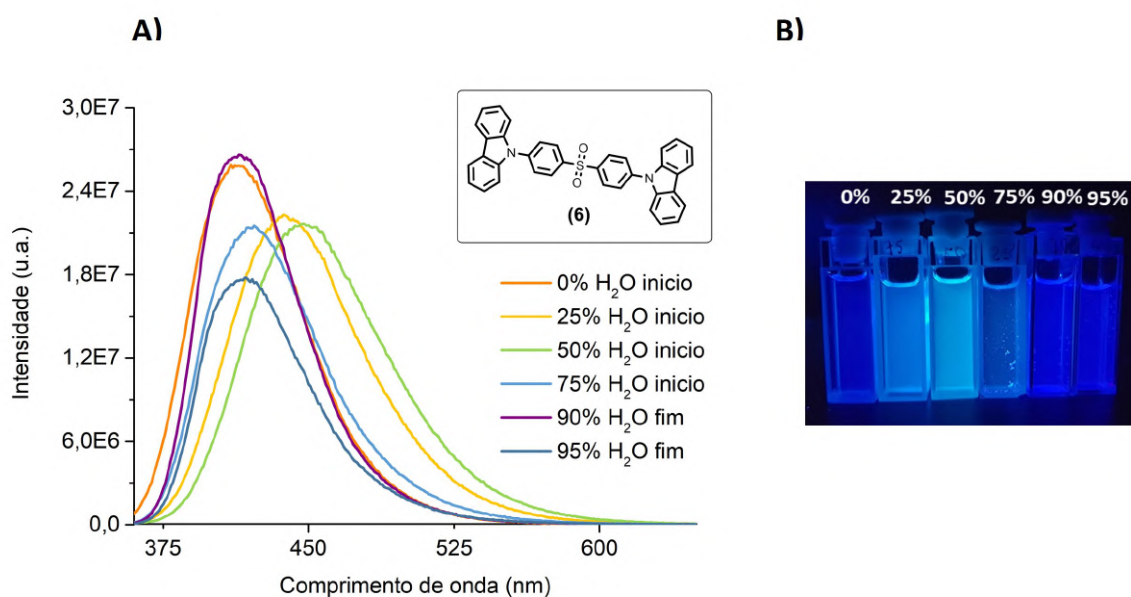 A)
B)
3,0E7
2,4E7
1,8E7
1,2E7
6,0E6
0,0
Intensidade (u.a.)
375
450
525
600
Comprimento de onda (nm)
N
O
S
O
N
(6)
0% H₂O inicio
25% H₂O inicio
50% H₂O inicio
75% H₂O inicio
90% H₂O fim
95% H₂O fim
0% 25% 50% 75% 90% 95%